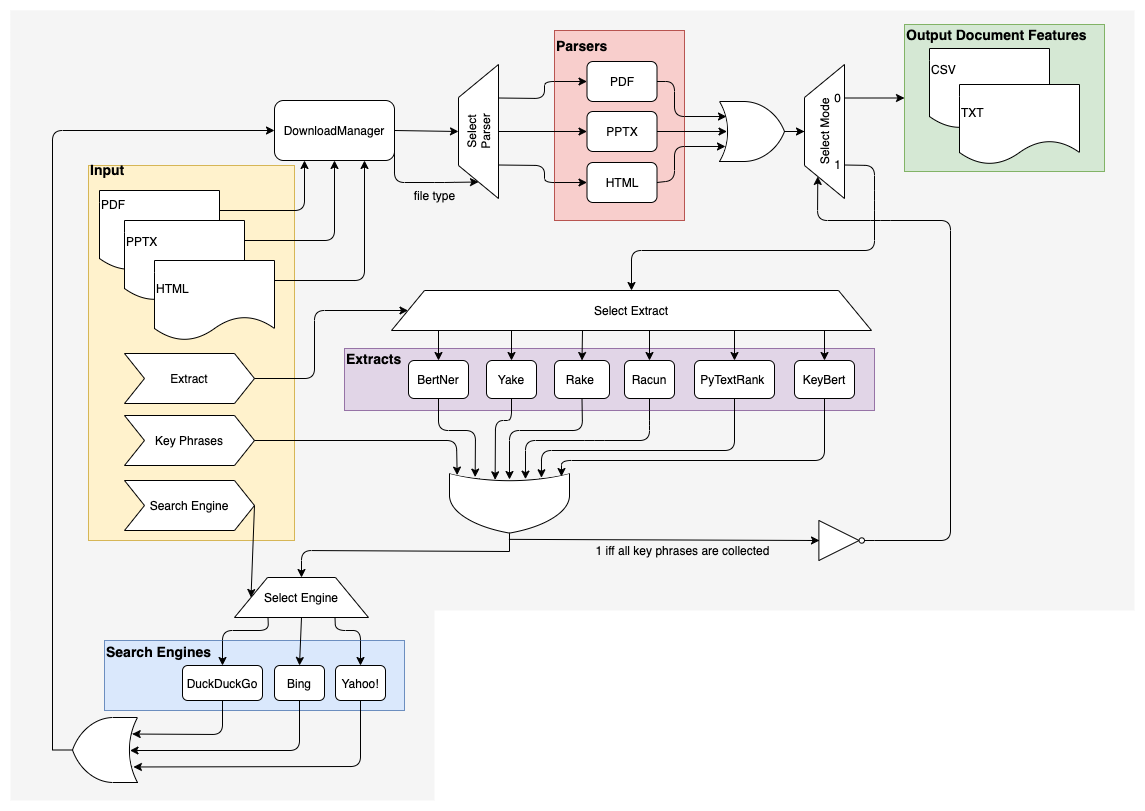 Output Document Features
CSV
TXT
Parsers
PDF
PPTX
HTML
Select
Parser
Select Mode
0
1
DownloadManager
file type
Input
PDF
PPTX
HTML
Extract
Key Phrases
Search Engine
Select Extract
Extracts
BertNer
Yake
Rake
Racun
PyTextRank
KeyBert
1 iff all key phrases are collected
Select Engine
Search Engines
DuckDuckGo
Bing
Yahoo!